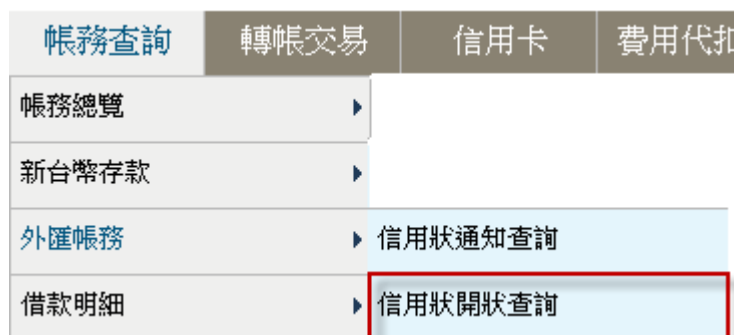 帳務查詢 轉帳交易 信用卡 費用代扣
帳務總覽
新台幣存款
外匯帳務 信用狀通知查詢
借款明細 信用狀開狀查詢